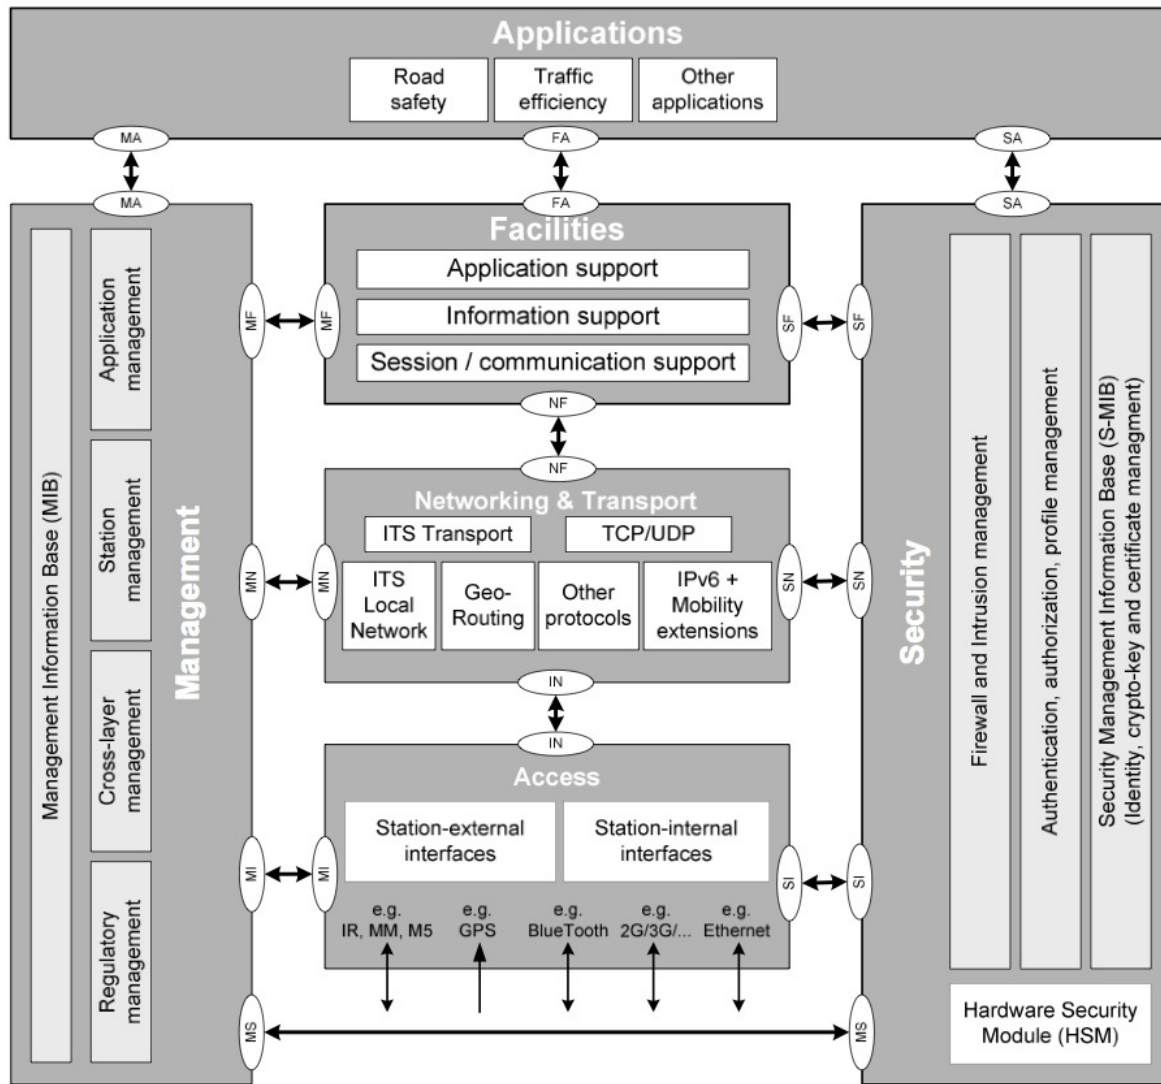 Applications
Road
safety
Traffic
efficiency
Other
applications
MA
FA
SA
MA
FA
SA
Management Information Base (MIB)
Application
management
Station
management
Cross-layer
management
Regulatory
management
Management
MF
MF
MN
MN
MI
MI
MS
Facilities
Application support
Information support
Session / communication support
NF
NF
Networking & Transport
ITS Transport
TCP/UDP
ITS
Local
Network
Geo-
Routing
Other
protocols
IPv6 +
Mobility
extensions
IN
IN
Access
Station-external
interfaces
Station-internal
interfaces
e.g.
IR, MM, M5
e.g.
GPS
e.g.
BlueTooth
e.g.
2G/3G/...
e.g.
Ethernet
SF
SF
SN
SN
SI
SI
MS
Security
Firewall and Intrusion management
Authentication, authorization, profile management
Security Management Information Base (S-MIB)
(Identity, crypto-key and certificate managment)
Hardware Security
Module (HSM)